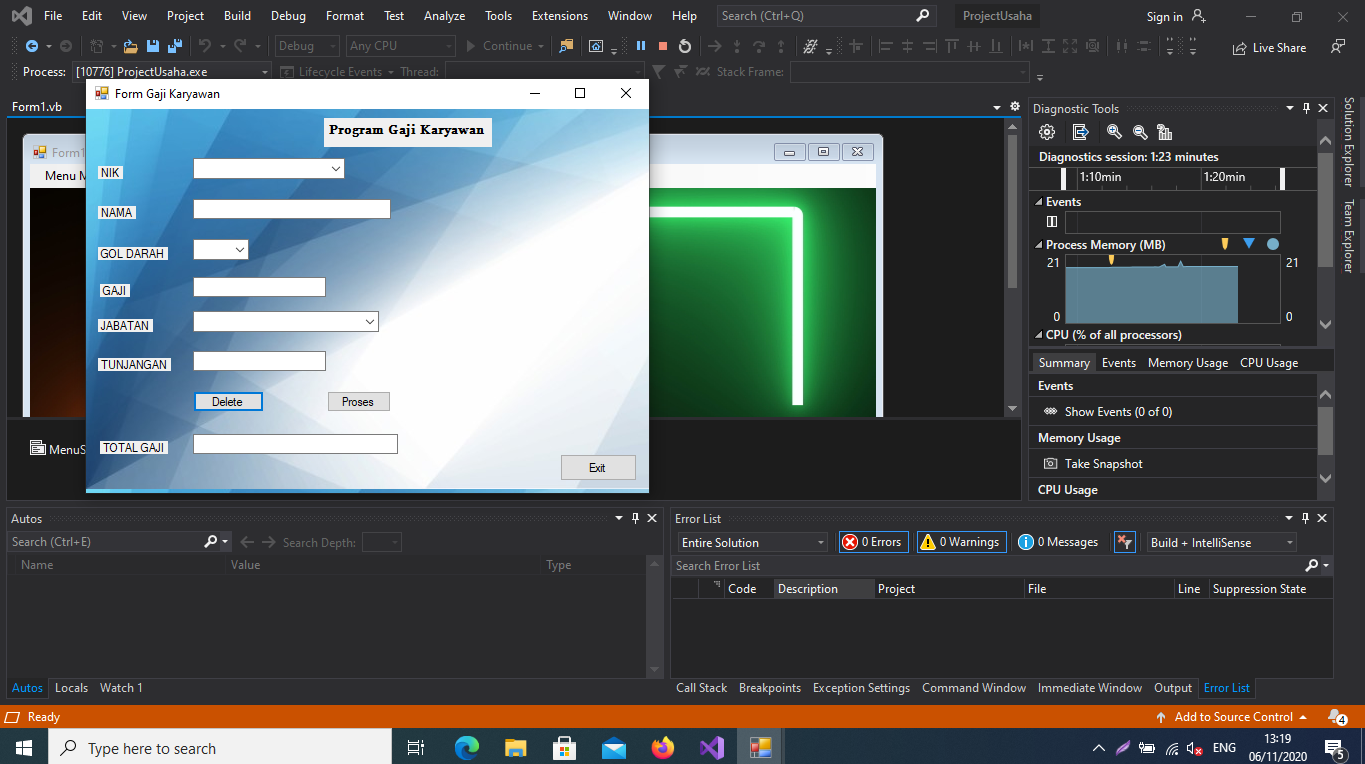 File Edit View Project Build Debug Format Test Analyze Tools Extensions Window Help Search (Ctrl+Q) ProjectUsaha Sign in
Debug Any CPU Continue Live Share
Process: [10776] ProjectUsaha.exe Lifecycle Events Thread: Stack Frame:
Form1.vb
Form1
Menu M
MenuS
Form Gaji Karyawan
Program Gaji Karyawan
NIK
NAMA
GOL DARAH
GAJI
JABATAN
TUNJANGAN
Delete Proses
TOTAL GAJI
Exit
Diagnostic Tools
Diagnostics session: 1:23 minutes
1:10min 1:20min
Events
Process Memory (MB)
21 21
0 0
CPU (% of all processors)
Summary Events Memory Usage CPU Usage
Events
Show Events (0 of 0)
Memory Usage
Take Snapshot
CPU Usage
Solution Explorer
Team Explorer
Autos
Search (Ctrl+E) Search Depth:
Name Value Type
Autos Locals Watch 1
Error List
Entire Solution 0 Errors 0 Warnings 0 Messages Build + IntelliSense
Search Error List
Code Description Project File Line Suppression State
Call Stack Breakpoints Exception Settings Command Window Immediate Window Output Error List
Ready Add to Source Control 4
Type here to search ENG 13:19
06/11/2020 5